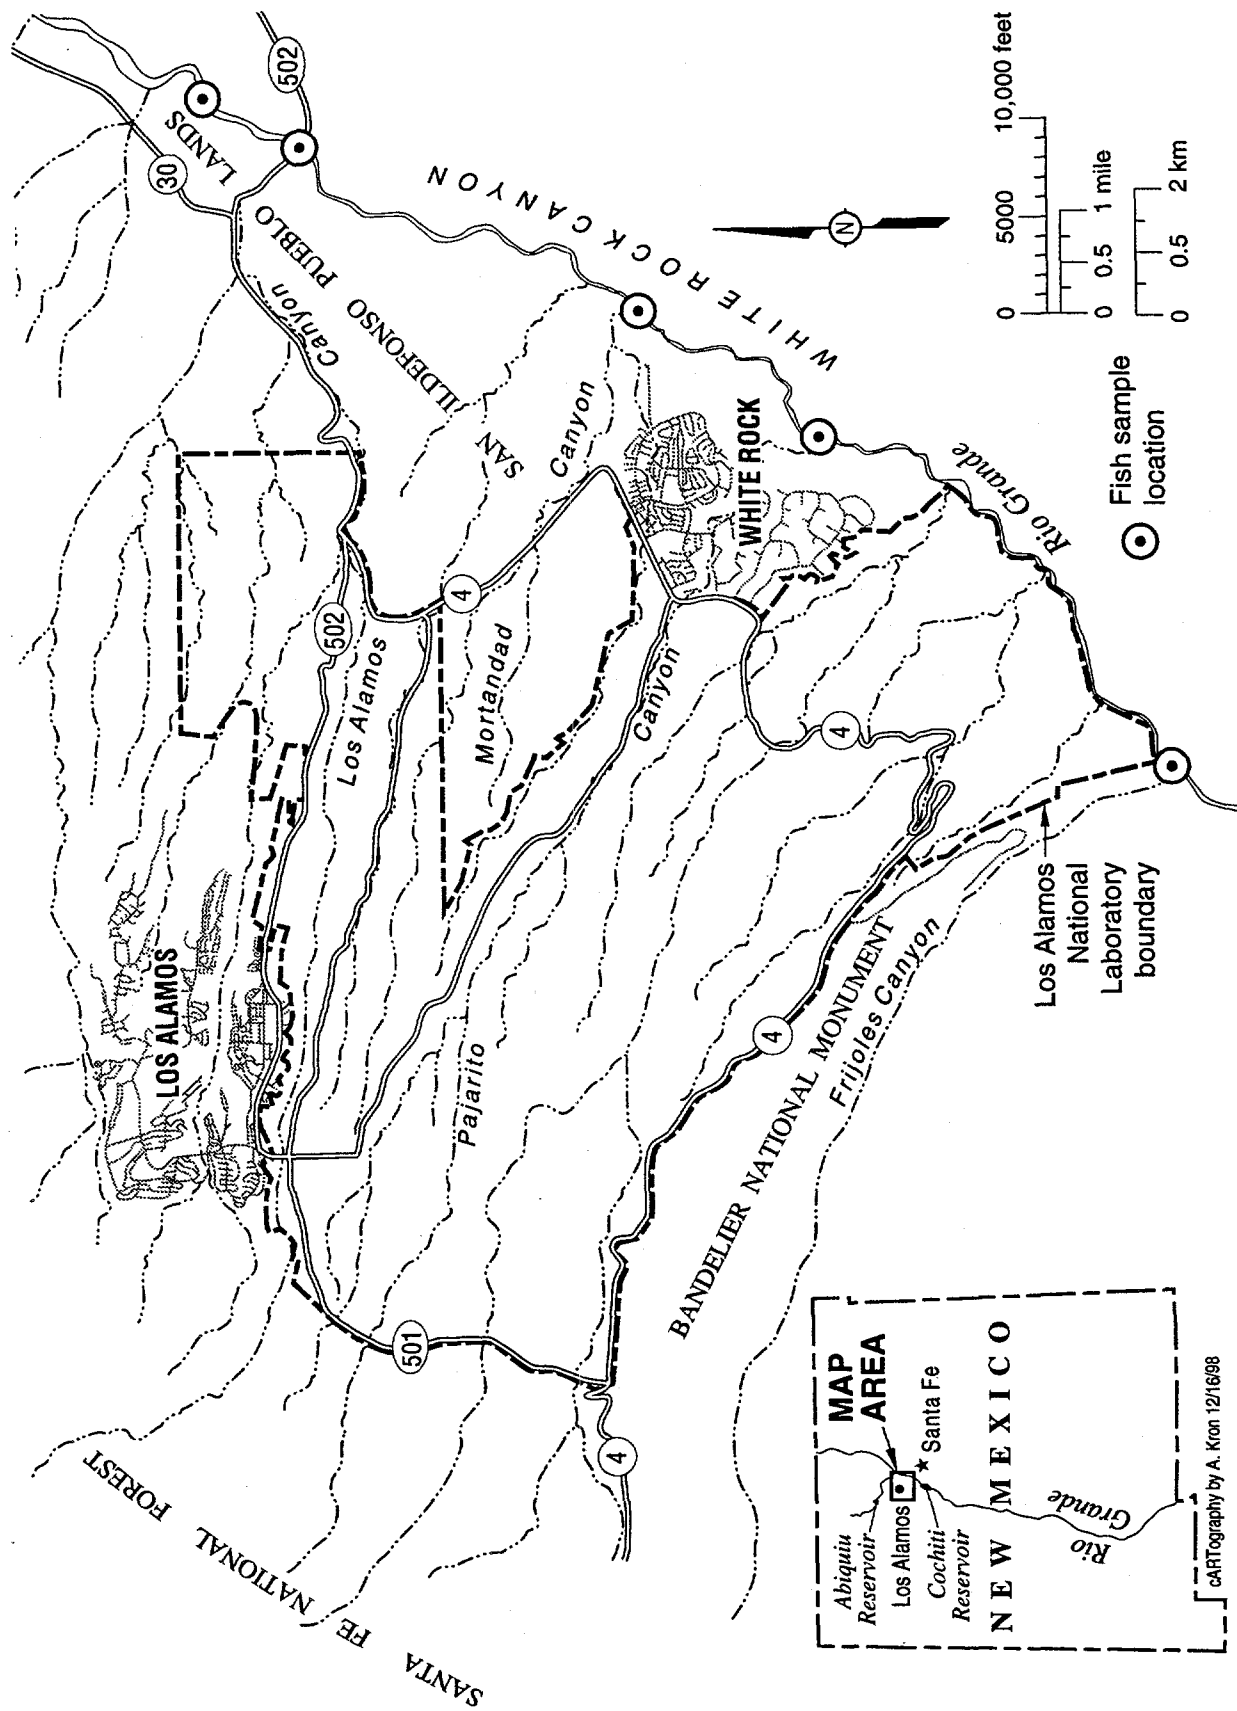 SANTA FE NATIONAL FOREST
LOS ALAMOS
502
30
502
LANDS
SAN ILDEFONSO PUEBLO
Los Alamos Canyon
4
Mortandad Canyon
WHITE ROCK CANYON
501
Pajarito Canyon
WHITE ROCK
4
4
4
BANDELIER NATIONAL MONUMENT
Frijoles Canyon
Rio Grande
Los Alamos
National
Laboratory
boundary
Fish sample
location
N
0 5000 10,000 feet
0 0.5 1 mile
0 0.5 2 km
MAP
AREA
Abiquiu
Reservoir
Los Alamos
Santa Fe
Cochiti
Reservoir
NEW MEXICO
Rio Grande
cARTography by A. Kron 12/16/98